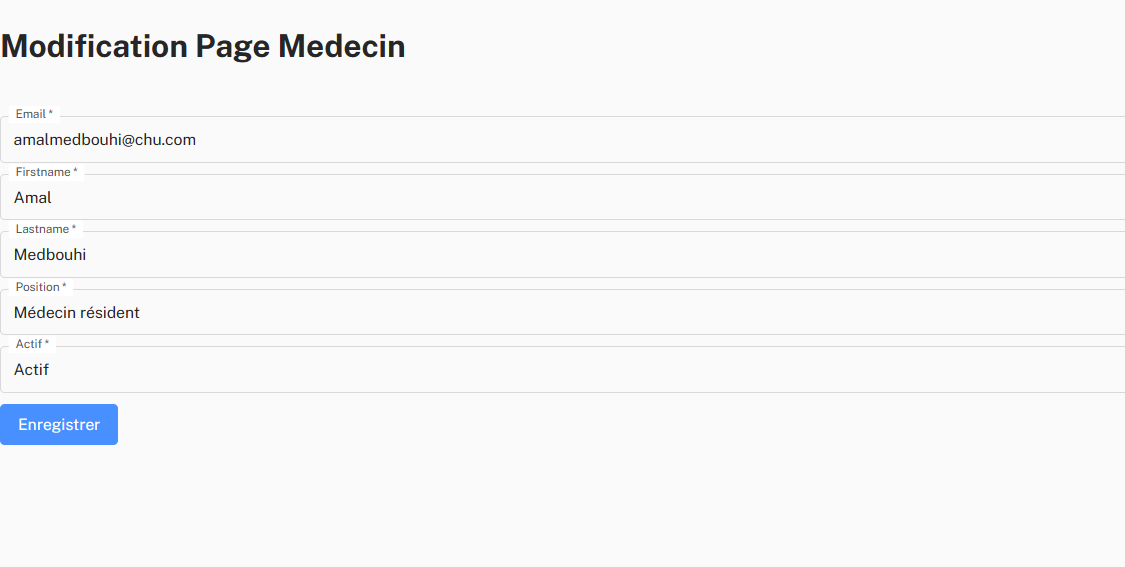 Modification Page Medecin
Email *
amalmedbouhi@chu.com
Firstname *
Amal
Lastname *
Medbouhi
Position *
Médecin résident
Actif *
Actif
Enregistrer